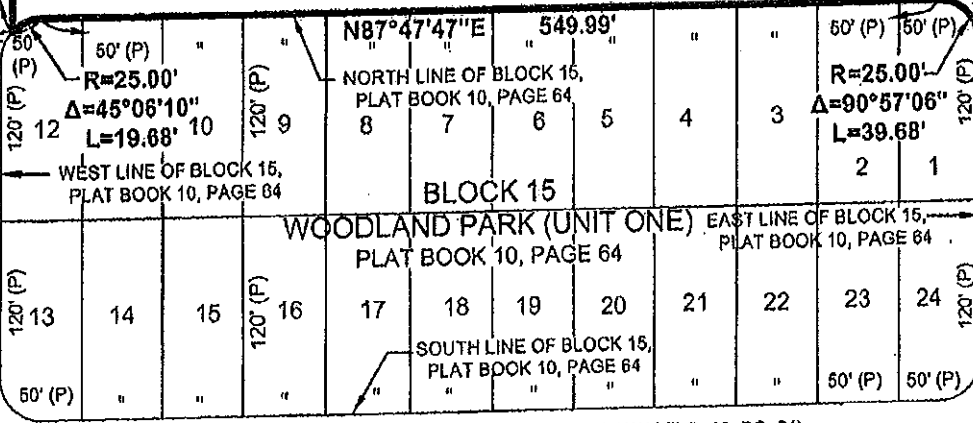 N87°47'47"E 549.99'
50' (P) 50' (P) " " " " " " " " 50' (P) 50' (P)
R=25.00'
Δ=45°06'10"
L=19.68'
NORTH LINE OF BLOCK 15,
PLAT BOOK 10, PAGE 64
R=25.00'
Δ=90°57'06"
L=39.68'
120' (P) 12 10 120' (P) 9 8 7 6 5 4 3 2 1
WEST LINE OF BLOCK 15,
PLAT BOOK 10, PAGE 64
BLOCK 15
WOODLAND PARK (UNIT ONE)
PLAT BOOK 10, PAGE 64
EAST LINE OF BLOCK 15,
PLAT BOOK 10, PAGE 64
120' (P) 13 14 15 120' (P) 16 17 18 19 20 21 22 23 24 120' (P)
SOUTH LINE OF BLOCK 15,
PLAT BOOK 10, PAGE 64
50' (P) " " " " " " " " " 50' (P) 50' (P)